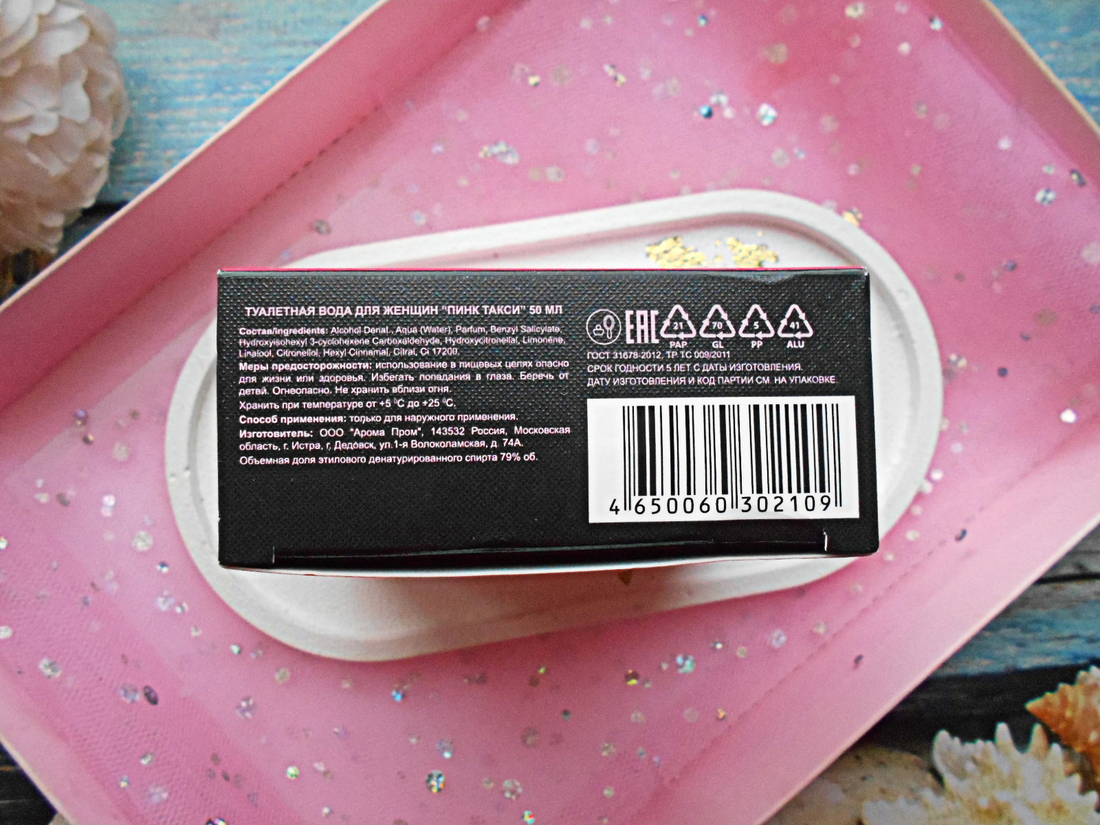 ТУАЛЕТНАЯ ВОДА ДЛЯ ЖЕНЩИН "ПИНК ТАКСИ" 50 МЛ
Состав/Ingredients: Alcohol Denat., Aqua (Water), Parfum, Benzyl Salicylate,
Hydroxyisohexyl 3-cyclohexene Carboxaldehyde, Hydroxycitronellal, Limonene,
Linalool, Citronellol, Hexyl Cinnamal, Citral, Ci 17200.
Меры предосторожности: использование в пищевых целях опасно
для жизни или здоровья. Избегать попадания в глаза. Беречь от
детей. Огнеопасно. Не хранить вблизи огня.
Хранить при температуре от +5 °С до +25 °С.
Способ применения: только для наружного применения.
Изготовитель: ООО "Арома Пром", 143532 Россия, Московская
область, г. Истра, г. Дедовск, ул.1-я Волоколамская, д. 74А.
Объемная доля этилового денатурированного спирта 79% об.
EAC 21 70 5 41
PAP GL PP ALU
ГОСТ 31678-2012, ТР ТС 009/2011
СРОК ГОДНОСТИ 5 ЛЕТ С ДАТЫ ИЗГОТОВЛЕНИЯ.
ДАТУ ИЗГОТОВЛЕНИЯ И КОД ПАРТИИ СМ. НА УПАКОВКЕ.
4 650060 302109